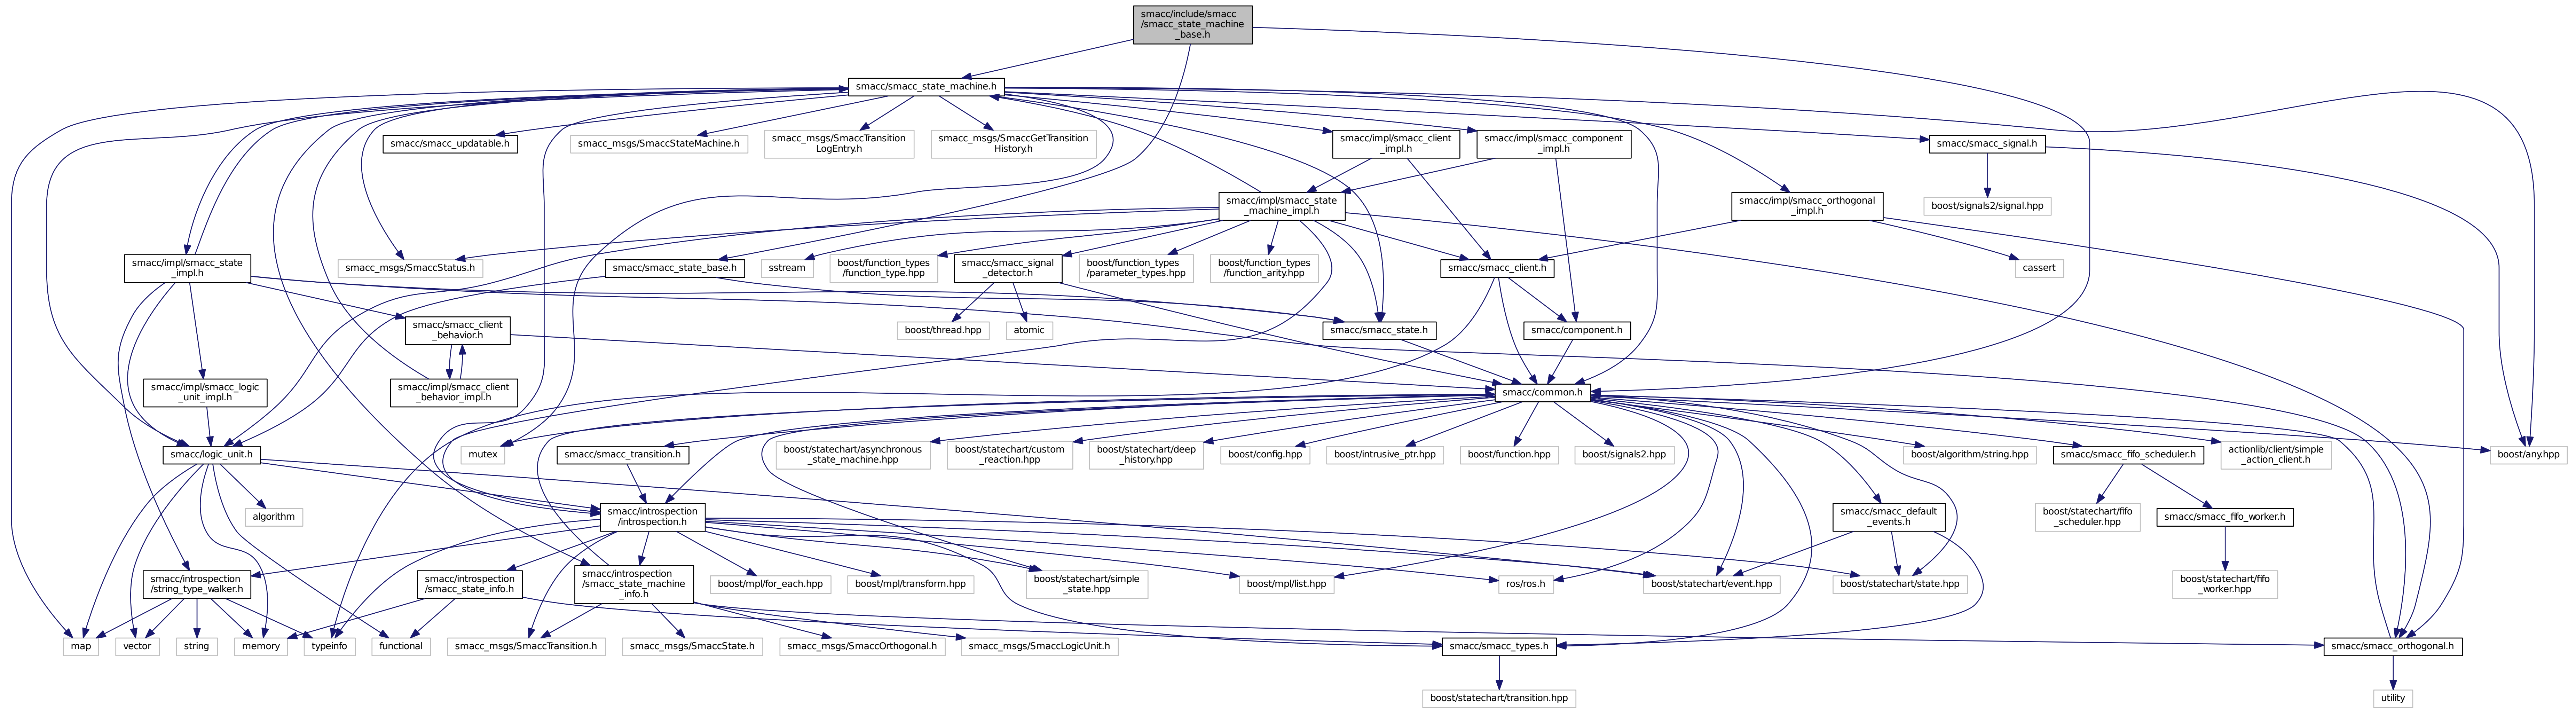 smacc/include/smacc
/smacc_state_machine
_base.h
smacc/smacc_state_machine.h
smacc/smacc_updatable.h
smacc_msgs/SmaccStateMachine.h
smacc_msgs/SmaccTransition
LogEntry.h
smacc_msgs/SmaccGetTransition
History.h
smacc/impl/smacc_client
_impl.h
smacc/impl/smacc_component
_impl.h
smacc/smacc_signal.h
smacc/impl/smacc_state
_machine_impl.h
smacc/impl/smacc_orthogonal
_impl.h
boost/signals2/signal.hpp
smacc/impl/smacc_state
_impl.h
smacc_msgs/SmaccStatus.h
smacc/smacc_state_base.h
sstream
boost/function_types
/function_type.hpp
smacc/smacc_signal
_detector.h
boost/function_types
/parameter_types.hpp
boost/function_types
/function_arity.hpp
smacc/smacc_client.h
cassert
smacc/smacc_client
_behavior.h
boost/thread.hpp
atomic
smacc/smacc_state.h
smacc/component.h
smacc/impl/smacc_logic
_unit_impl.h
smacc/impl/smacc_client
_behavior_impl.h
smacc/common.h
smacc/logic_unit.h
mutex
smacc/smacc_transition.h
boost/statechart/asynchronous
_state_machine.hpp
boost/statechart/custom
_reaction.hpp
boost/statechart/deep
_history.hpp
boost/config.hpp
boost/intrusive_ptr.hpp
boost/function.hpp
boost/signals2.hpp
boost/algorithm/string.hpp
smacc/smacc_fifo_scheduler.h
actionlib/client/simple
_action_client.h
boost/any.hpp
algorithm
smacc/introspection
/introspection.h
smacc/smacc_default
_events.h
boost/statechart/fifo
_scheduler.hpp
smacc/smacc_fifo_worker.h
smacc/introspection
/string_type_walker.h
smacc/introspection
/smacc_state_info.h
smacc/introspection
/smacc_state_machine
_info.h
boost/mpl/for_each.hpp
boost/mpl/transform.hpp
boost/statechart/simple
_state.hpp
boost/mpl/list.hpp
ros/ros.h
boost/statechart/event.hpp
boost/statechart/state.hpp
boost/statechart/fifo
_worker.hpp
map
vector
string
memory
typeinfo
functional
smacc_msgs/SmaccTransition.h
smacc_msgs/SmaccState.h
smacc_msgs/SmaccOrthogonal.h
smacc_msgs/SmaccLogicUnit.h
smacc/smacc_types.h
smacc/smacc_orthogonal.h
boost/statechart/transition.hpp
utility